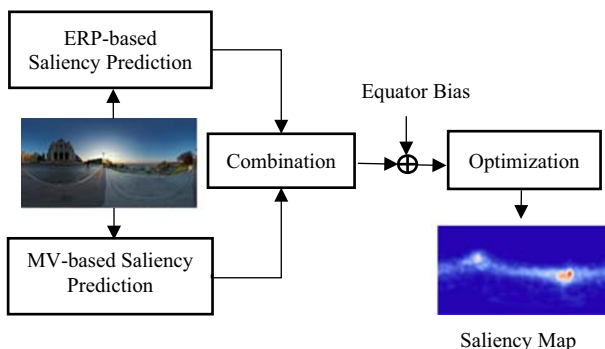 ERP-based
Saliency Prediction
Equator Bias
Combination
Optimization
MV-based Saliency
Prediction
Saliency Map